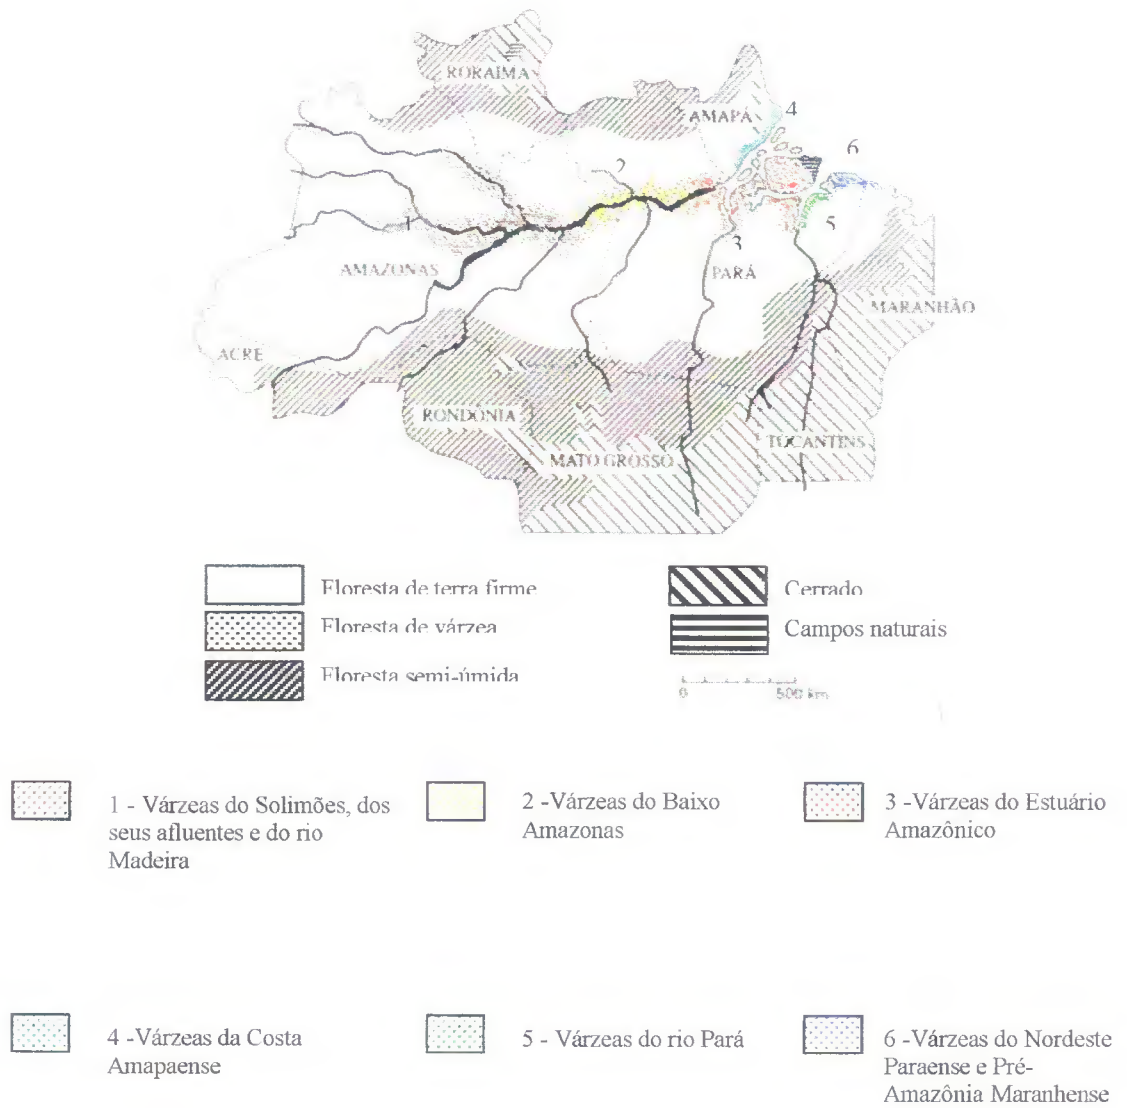 RORAIMA
AMAPÁ
4
6
2
1
3
5
AMAZONAS
PARÁ
MARANHÃO
ACRE
RONDÔNIA
TOCANTINS
MATO GROSSO
Floresta de terra firme
Cerrado
Floresta de várzea
Campos naturais
Floresta semi-úmida
0 500 km
1 - Várzeas do Solimões, dos
seus afluentes e do rio
Madeira
2 -Várzeas do Baixo
Amazonas
3 -Várzeas do Estuário
Amazônico
4 -Várzeas da Costa
Amapaense
5 - Várzeas do rio Pará
6 -Várzeas do Nordeste
Paraense e Pré-
Amazônia Maranhense